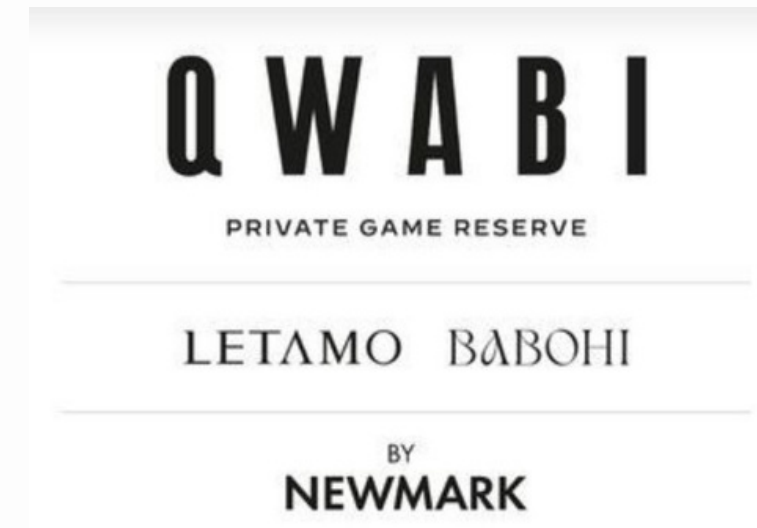 QWABI
PRIVATE GAME RESERVE
LETAMO BABOHI
BY
NEWMARK